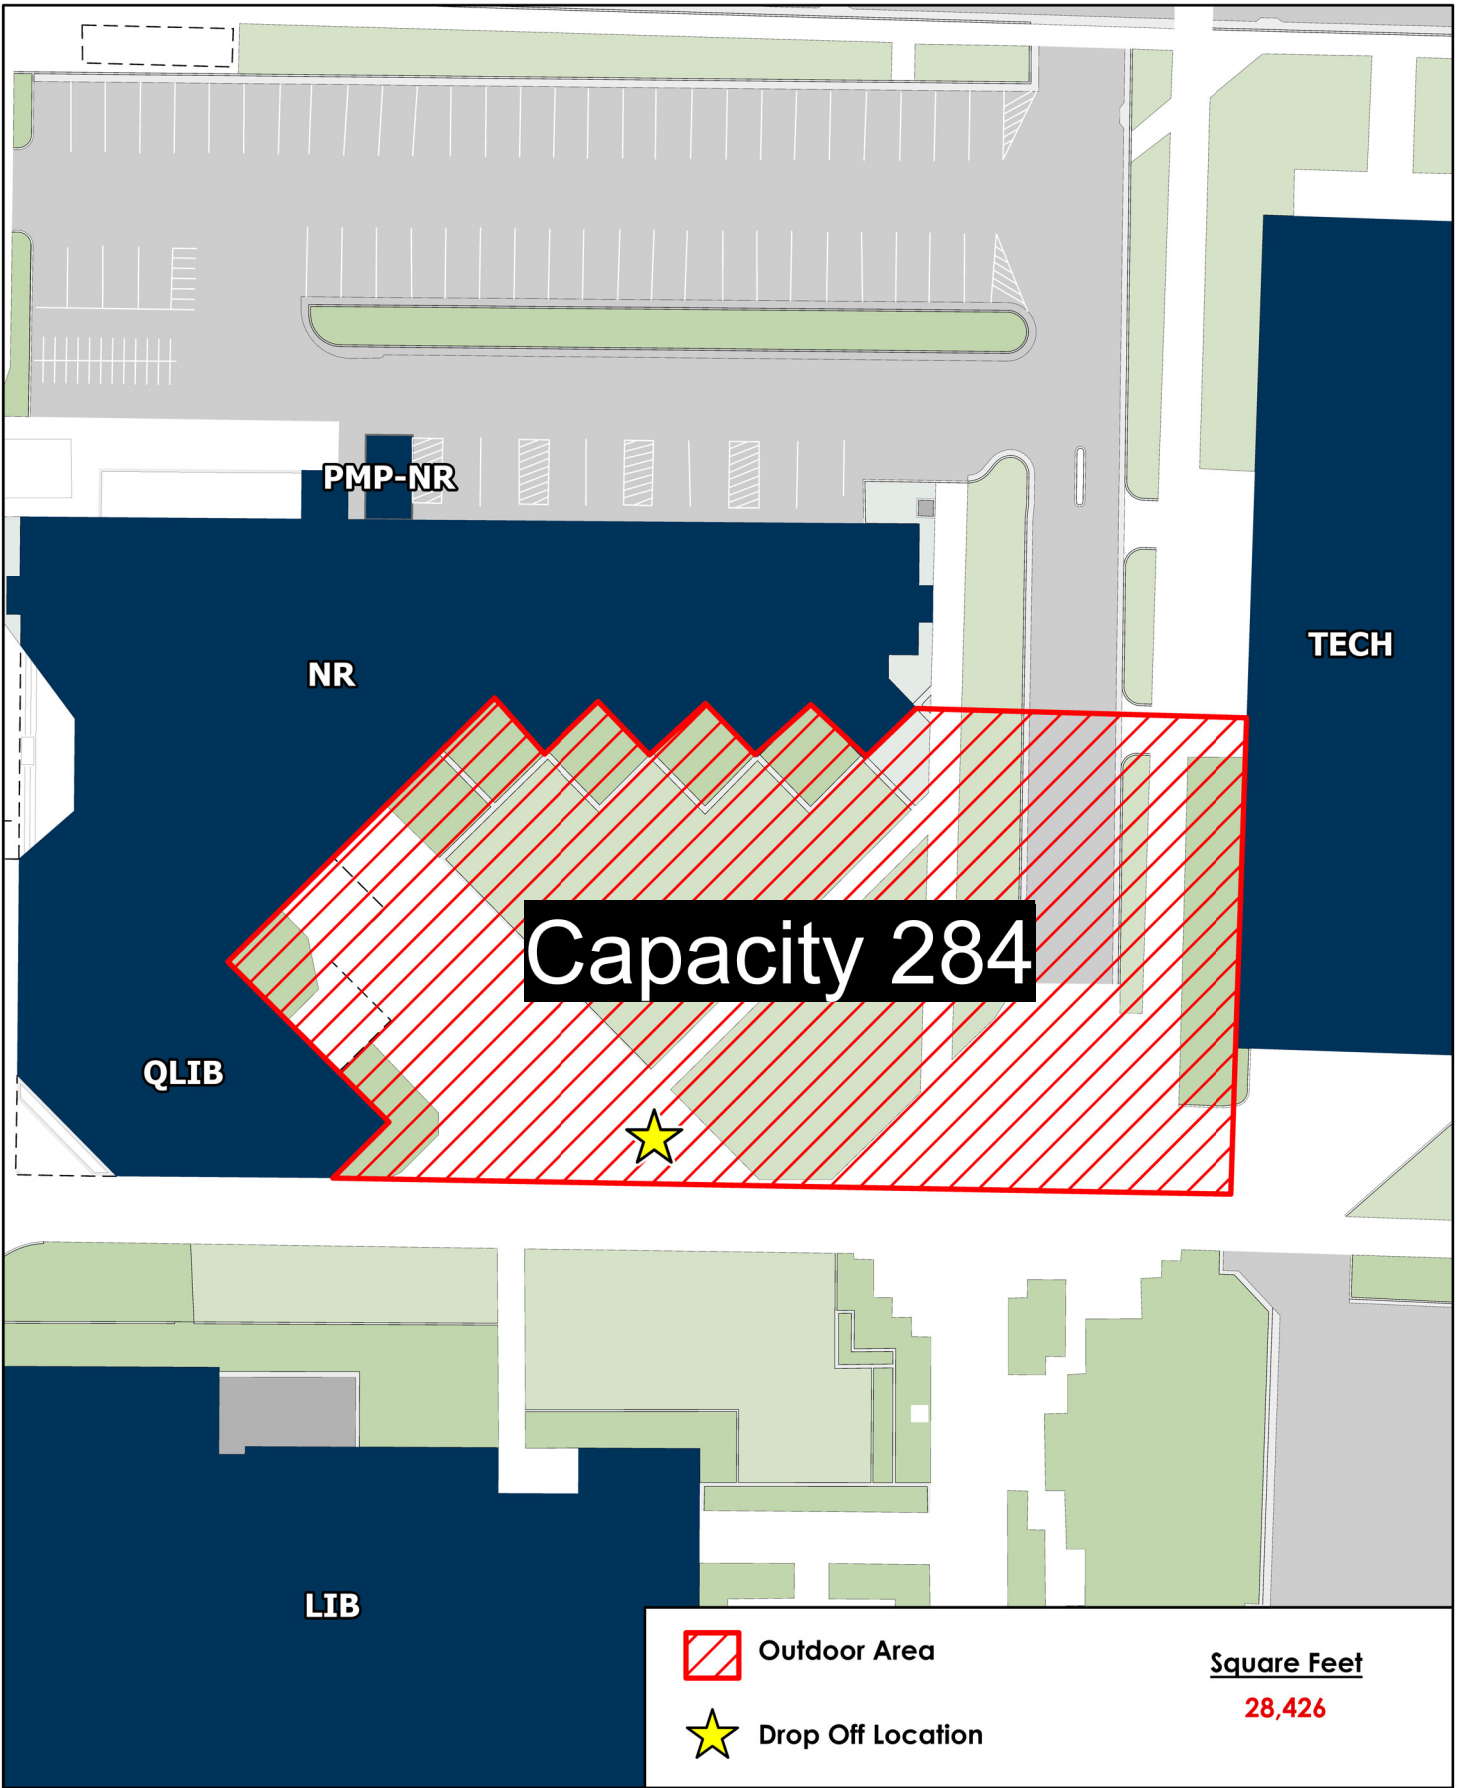 PMP-NR
TECH
NR
Capacity 284
QLIB
LIB
Outdoor Area
Square Feet
28,426
Drop Off Location